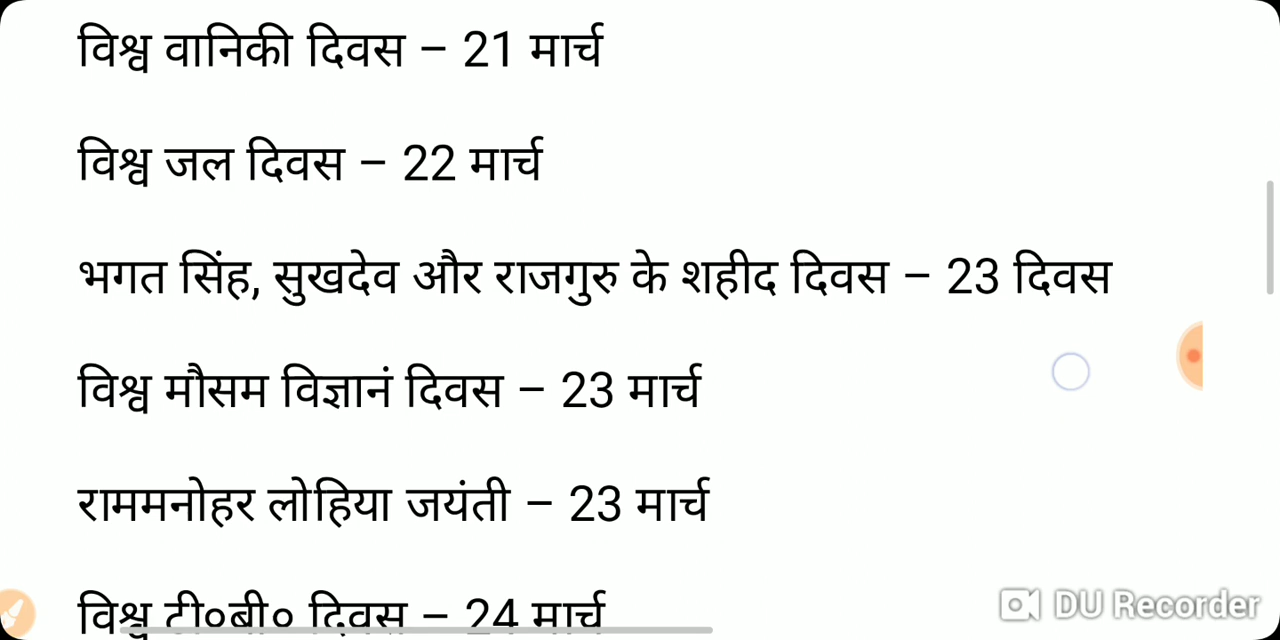 विश्व वानिकी दिवस – 21 मार्च
विश्व जल दिवस – 22 मार्च
भगत सिंह, सुखदेव और राजगुरु के शहीद दिवस – 23 दिवस
विश्व मौसम विज्ञानं दिवस – 23 मार्च
राममनोहर लोहिया जयंती – 23 मार्च
विश्व टी०बी० दिवस – 24 मार्च
DU Recorder